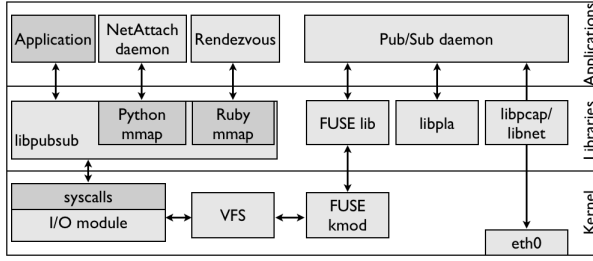 Application
NetAttach
daemon
Rendezvous
Pub/Sub daemon
Applications
libpubsub
Python
mmap
Ruby
mmap
FUSE lib
libpla
libpcap/
libnet
Libraries
syscalls
I/O module
VFS
FUSE
kmod
eth0
Kernel